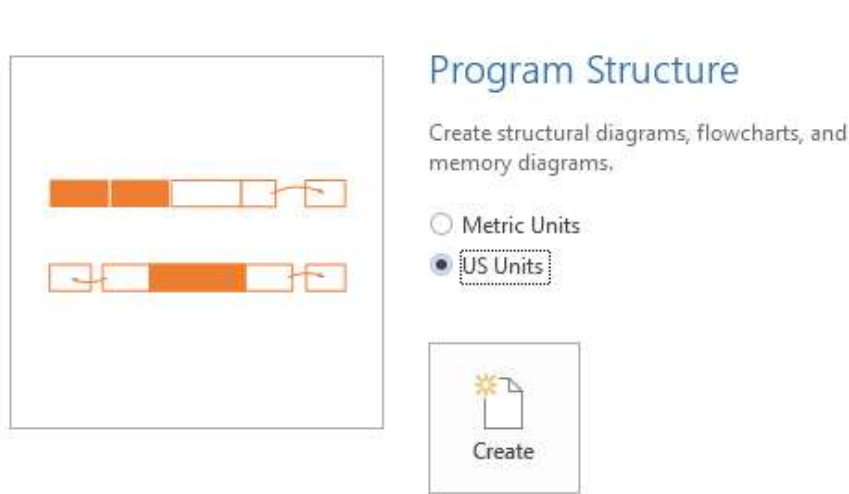 Program Structure
Create structural diagrams, flowcharts, and
memory diagrams.
Metric Units
US Units
Create